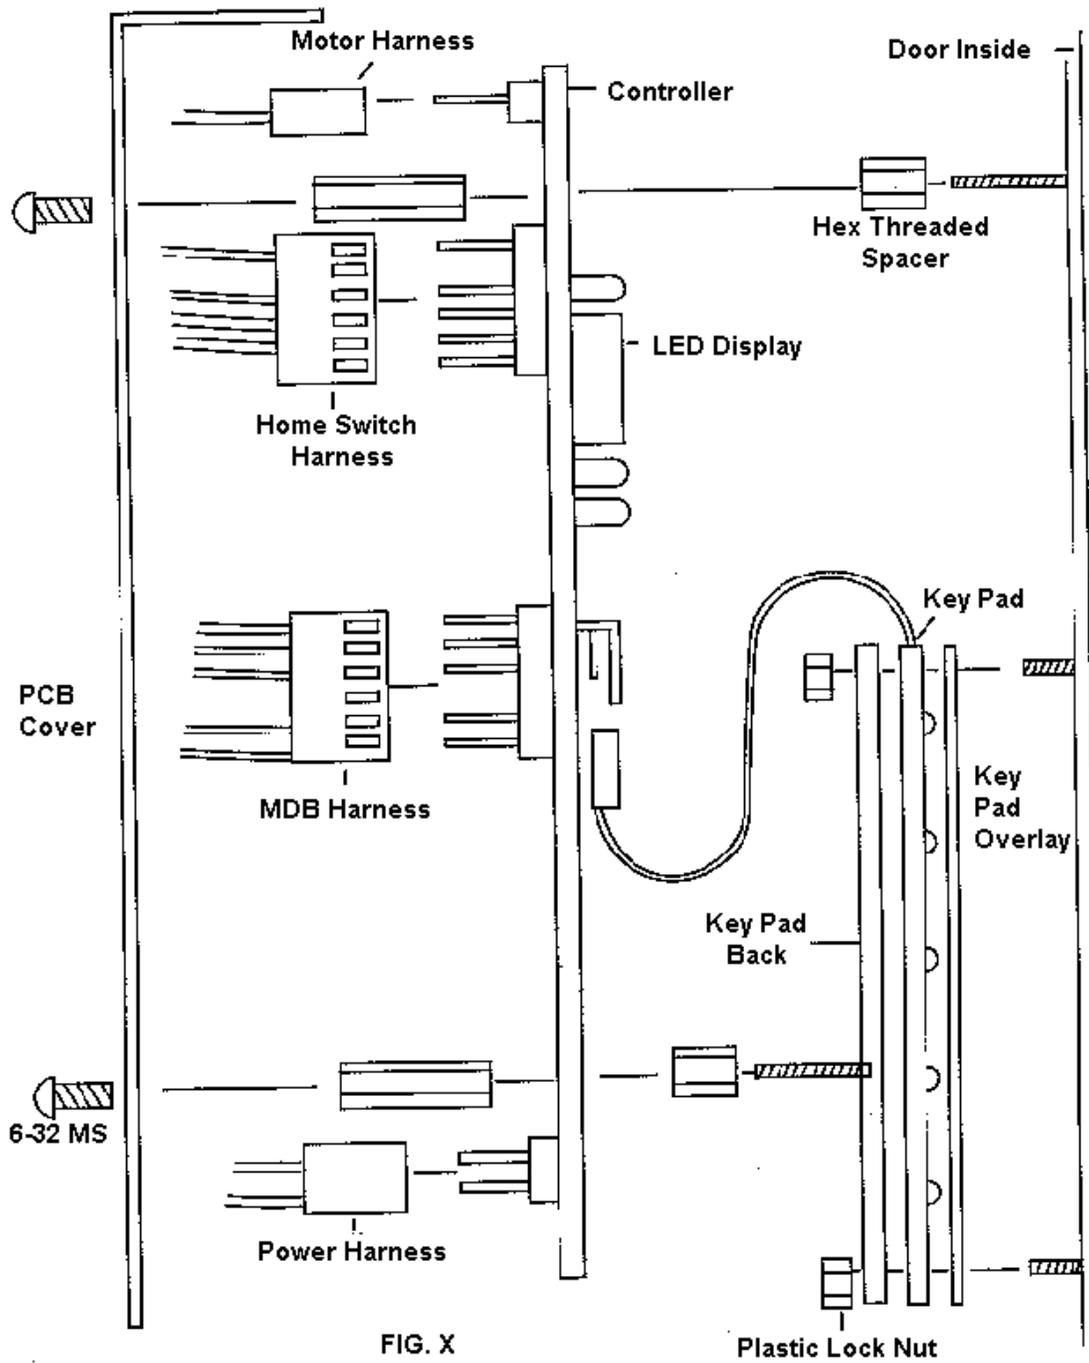 Motor Harness
Door Inside
Controller
Hex Threaded
Spacer
LED Display
Home Switch
Harness
Key Pad
PCB
Cover
Key
Pad
Overlay
MDB Harness
Key Pad
Back
6-32 MS
Power Harness
FIG. X
Plastic Lock Nut